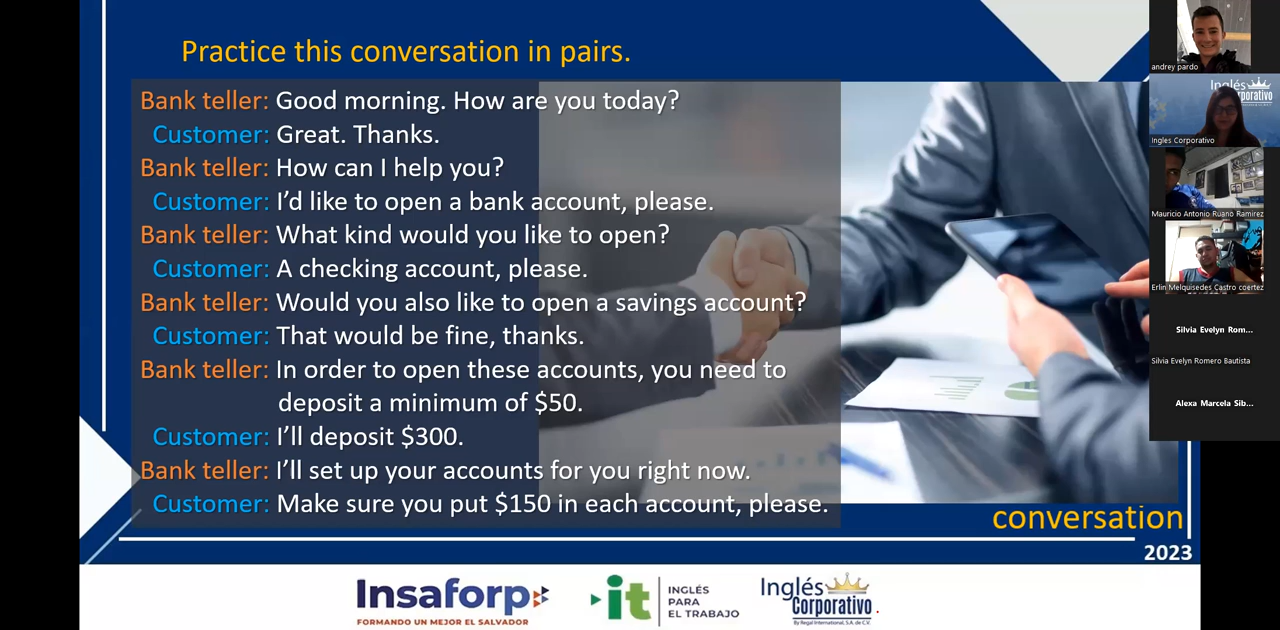 Practice this conversation in pairs.
Bank teller: Good morning. How are you today?
Customer: Great. Thanks.
Bank teller: How can I help you?
Customer: I’d like to open a bank account, please.
Bank teller: What kind would you like to open?
Customer: A checking account, please.
Bank teller: Would you also like to open a savings account?
Customer: That would be fine, thanks.
Bank teller: In order to open these accounts, you need to
deposit a minimum of $50.
Customer: I’ll deposit $300.
Bank teller: I’ll set up your accounts for you right now.
Customer: Make sure you put $150 in each account, please.
conversation
2023
Insaforp
FORMANDO UN MEJOR EL SALVADOR
it
INGLÉS
PARA
EL TRABAJO
Inglés
Corporativo
By Regal International, S.A. de C.V.
andrey pardo
Inglés
Corporativo
Ingles Corporativo
Mauricio Antonio Ruano Ramirez
Erlin Melquisedes Castro coertez
Silvia Evelyn Rom...
Silvia Evelyn Romero Bautista
Alexa Marcela Sib...